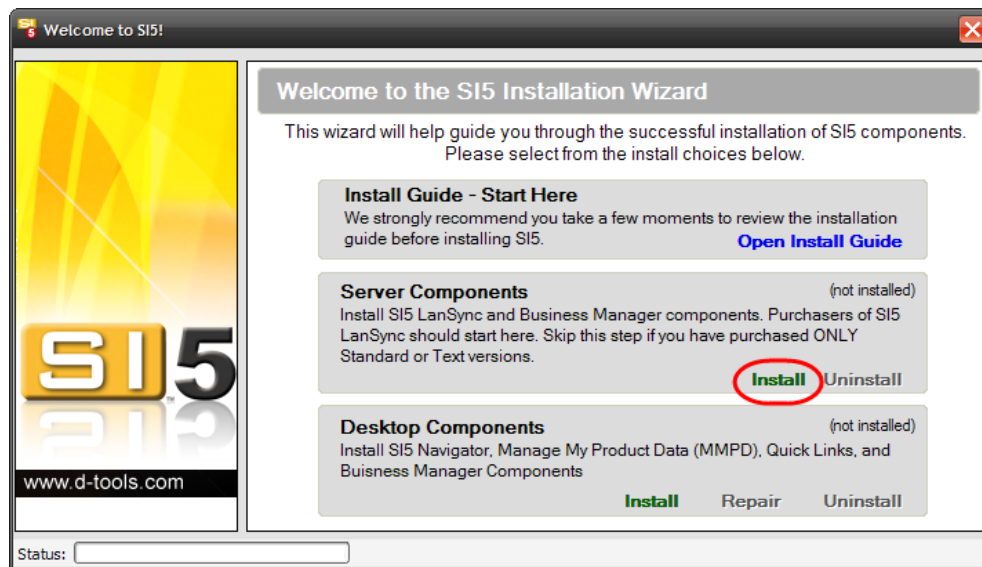 Welcome to SI5!
Welcome to the SI5 Installation Wizard
This wizard will help guide you through the successful installation of SI5 components.
Please select from the install choices below.
Install Guide - Start Here
We strongly recommend you take a few moments to review the installation
guide before installing SI5.
Open Install Guide
Server Components
(not installed)
Install SI5 LanSync and Business Manager components. Purchasers of SI5
LanSync should start here. Skip this step if you have purchased ONLY
Standard or Text versions.
Install Uninstall
Desktop Components
(not installed)
Install SI5 Navigator, Manage My Product Data (MMPD), Quick Links, and
Buisness Manager Components
Install Repair Uninstall
SI5
www.d-tools.com
Status: